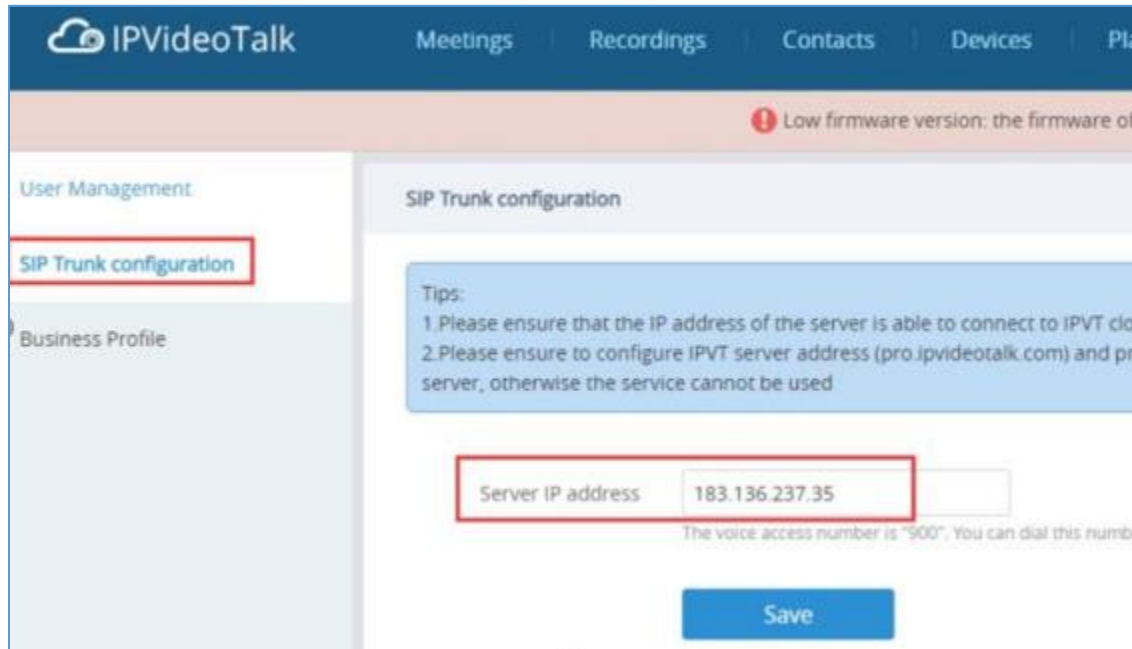 IPVideoTalk
Meetings Recordings Contacts Devices
Low firmware version: the firmware of
User Management
SIP Trunk configuration
Business Profile
SIP Trunk configuration
Tips:
1.Please ensure that the IP address of the server is able to connect to IPVT
2.Please ensure to configure IPVT server address (pro.ipvideotalk.com) and
server, otherwise the service cannot be used
Server IP address 183.136.237.35
The voice access number is "900". You can dial this
Save